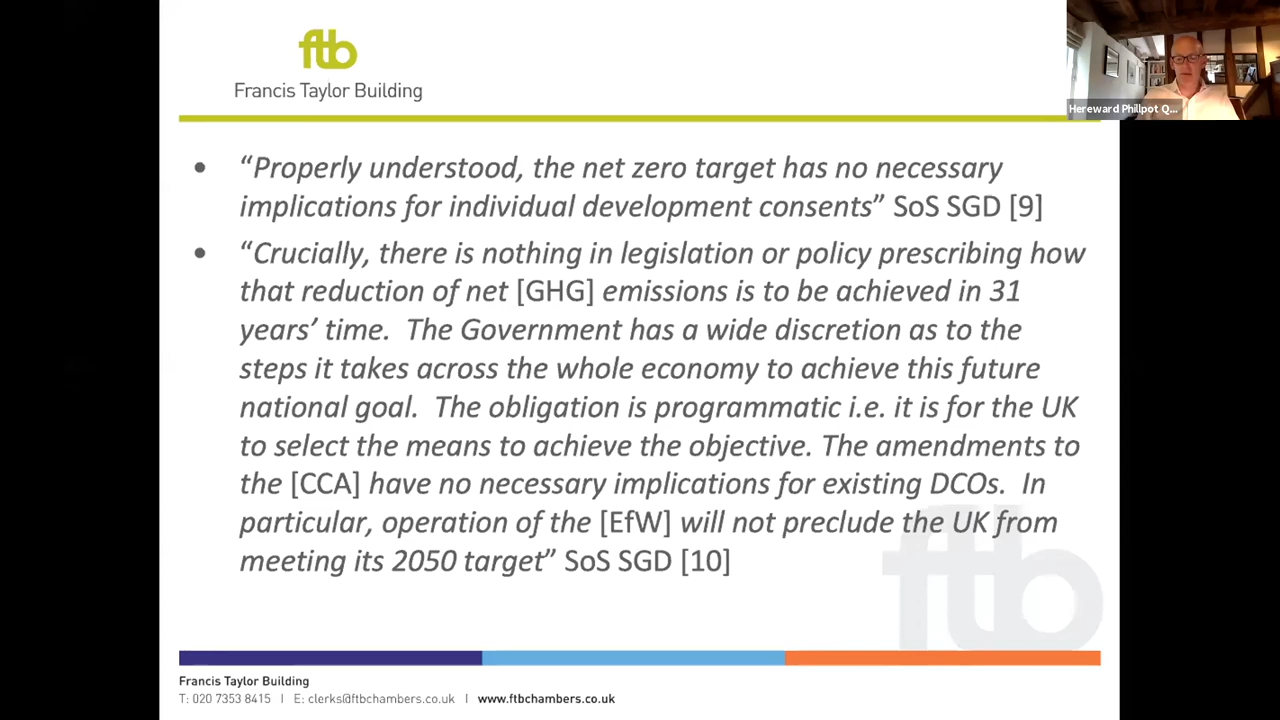 ftb
Francis Taylor Building
Hereward Phillpot Q...
• “Properly understood, the net zero target has no necessary
implications for individual development consents” SoS SGD [9]
• “Crucially, there is nothing in legislation or policy prescribing how
that reduction of net [GHG] emissions is to be achieved in 31
years’ time.  The Government has a wide discretion as to the
steps it takes across the whole economy to achieve this future
national goal.  The obligation is programmatic i.e. it is for the UK
to select the means to achieve the objective. The amendments to
the [CCA] have no necessary implications for existing DCOs.  In
particular, operation of the [EfW] will not preclude the UK from
meeting its 2050 target” SoS SGD [10]
ftb
Francis Taylor Building
T: 020 7353 8415 | E: clerks@ftbchambers.co.uk | www.ftbchambers.co.uk